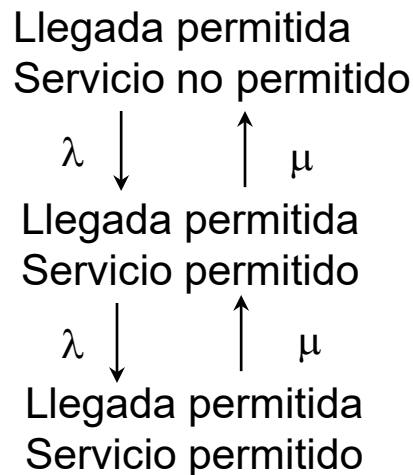 Llegada permitida
Servicio no permitido
λ μ
Llegada permitida
Servicio permitido
λ μ
Llegada permitida
Servicio permitido